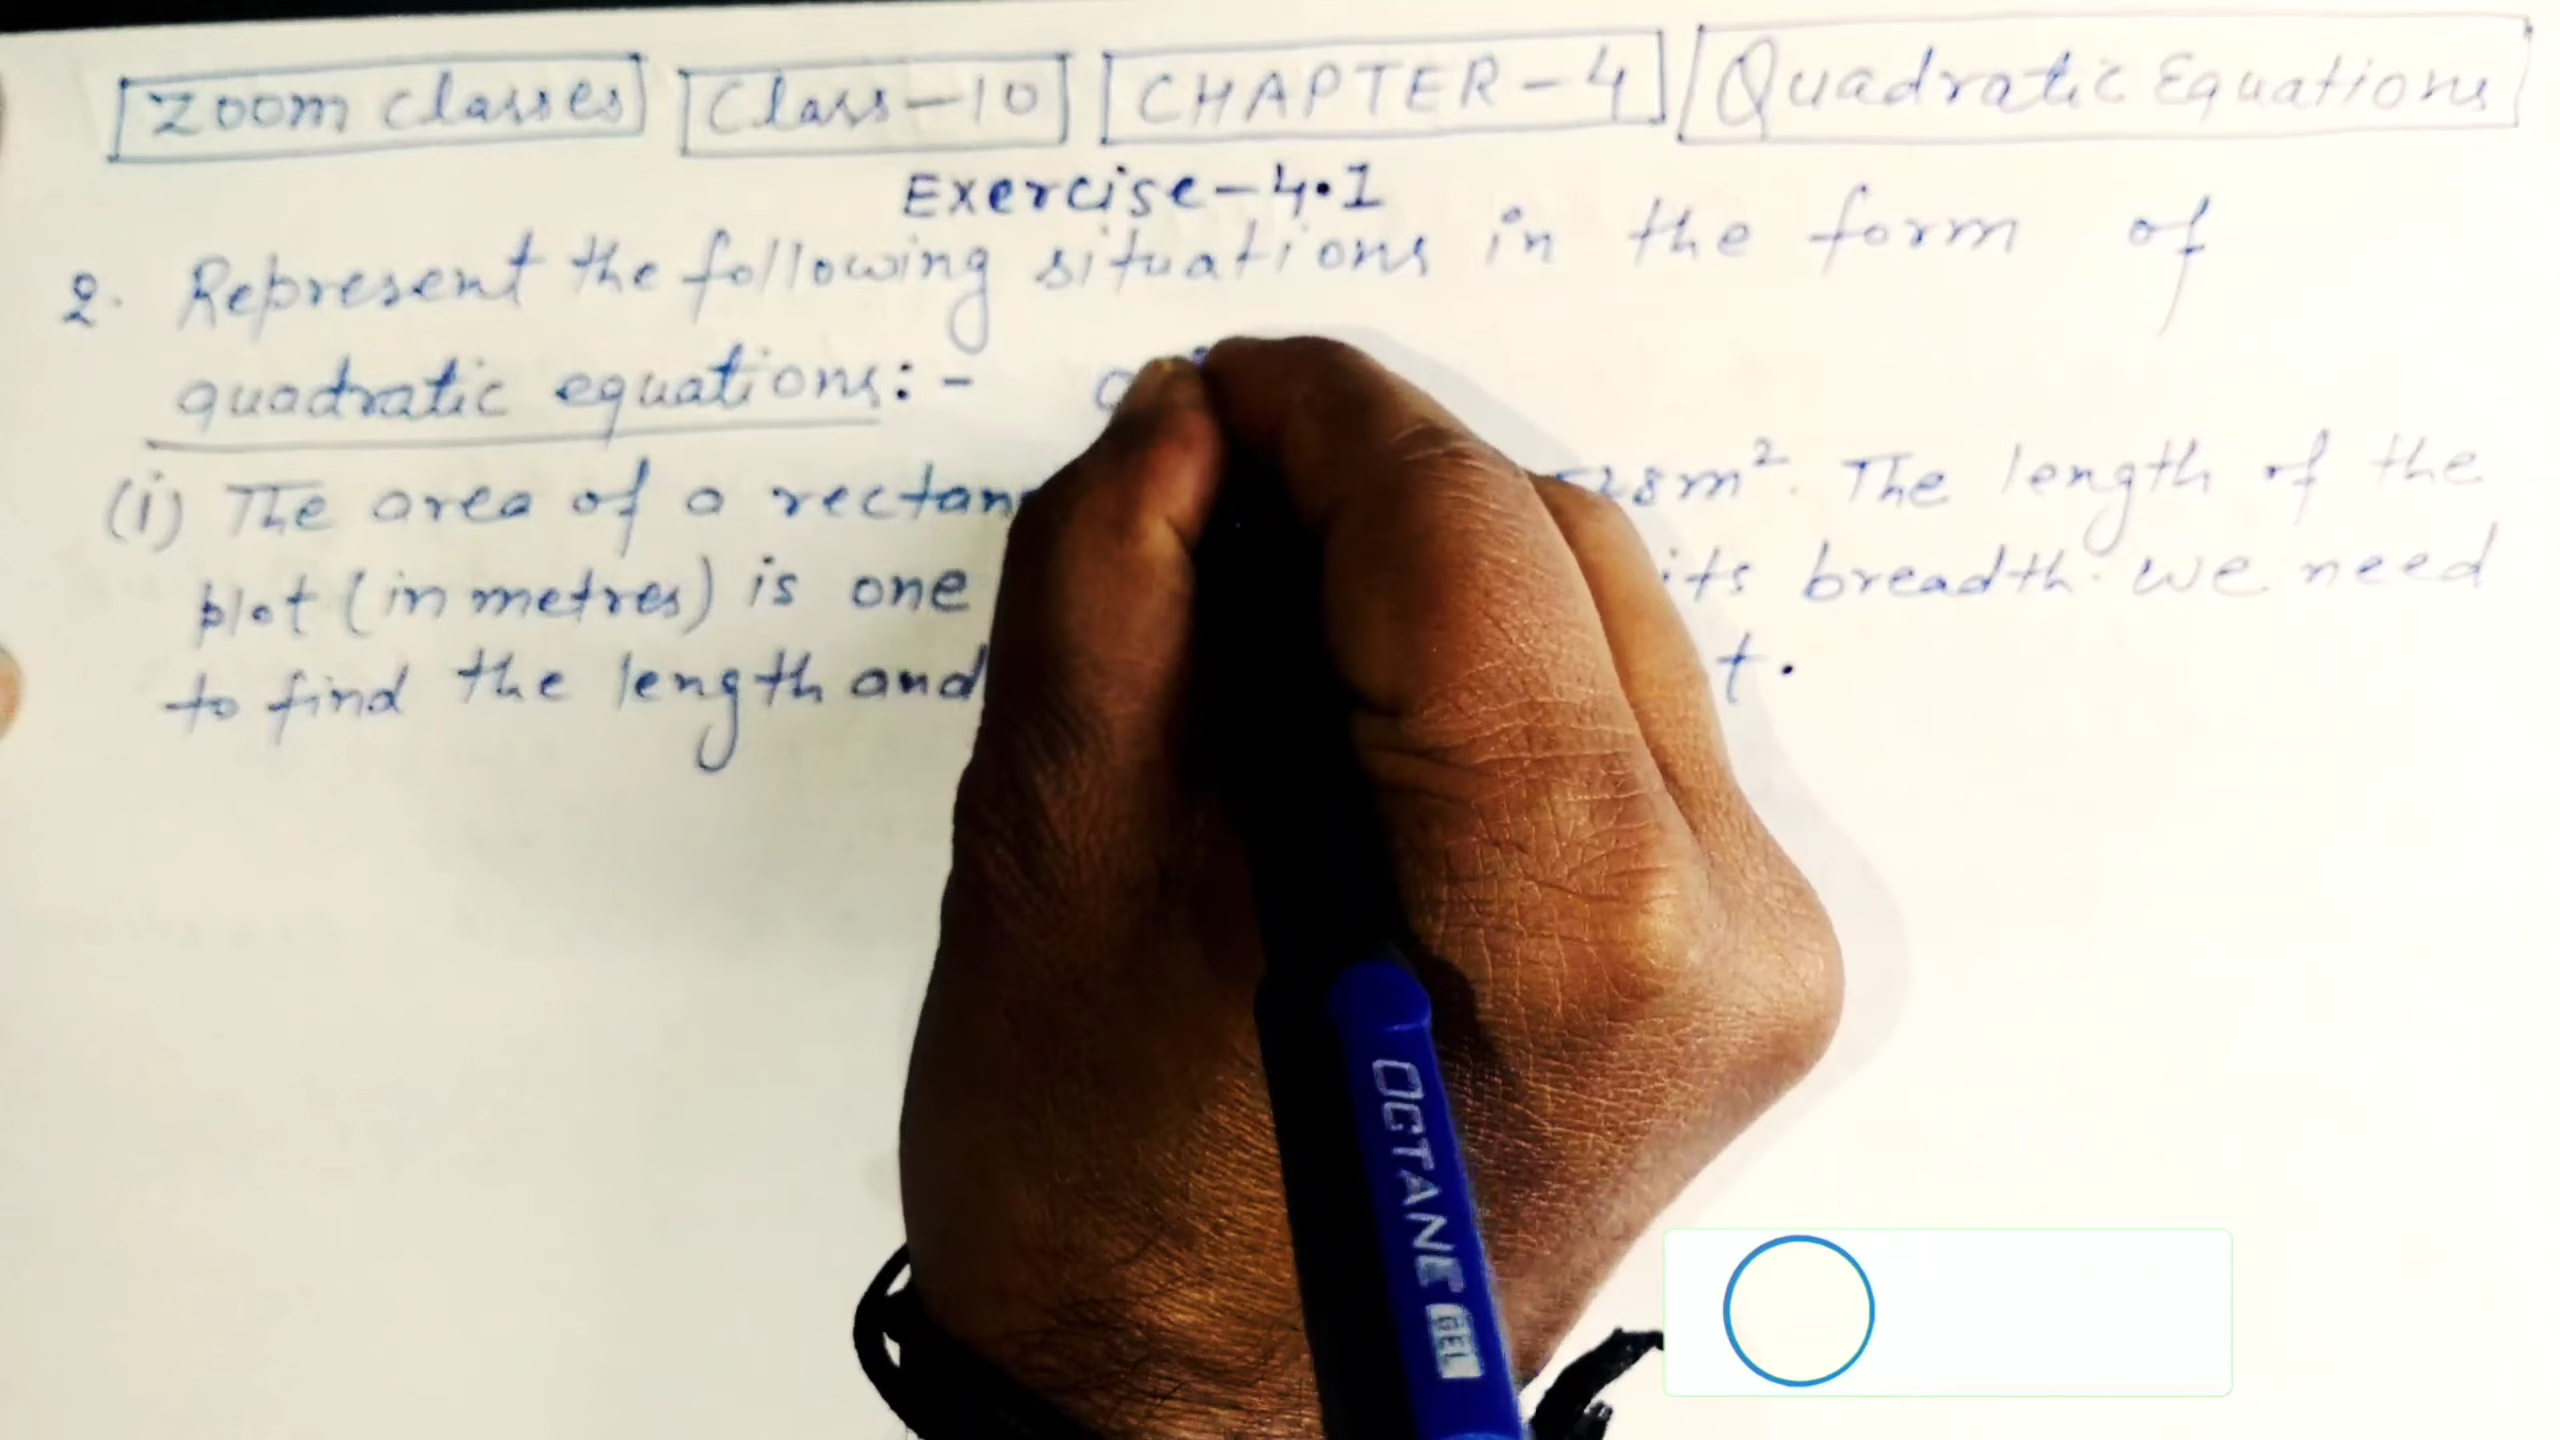 Zoom classes Class-10 CHAPTER-4 Quadratic Equations
Exercise-4.1
2. Represent the following situations in the form of
quadratic equations:-
(i) The area of a rectan 528m². The length of the
plot (in metres) is one its breadth. We need
to find the length and t.
OCTANE GEL